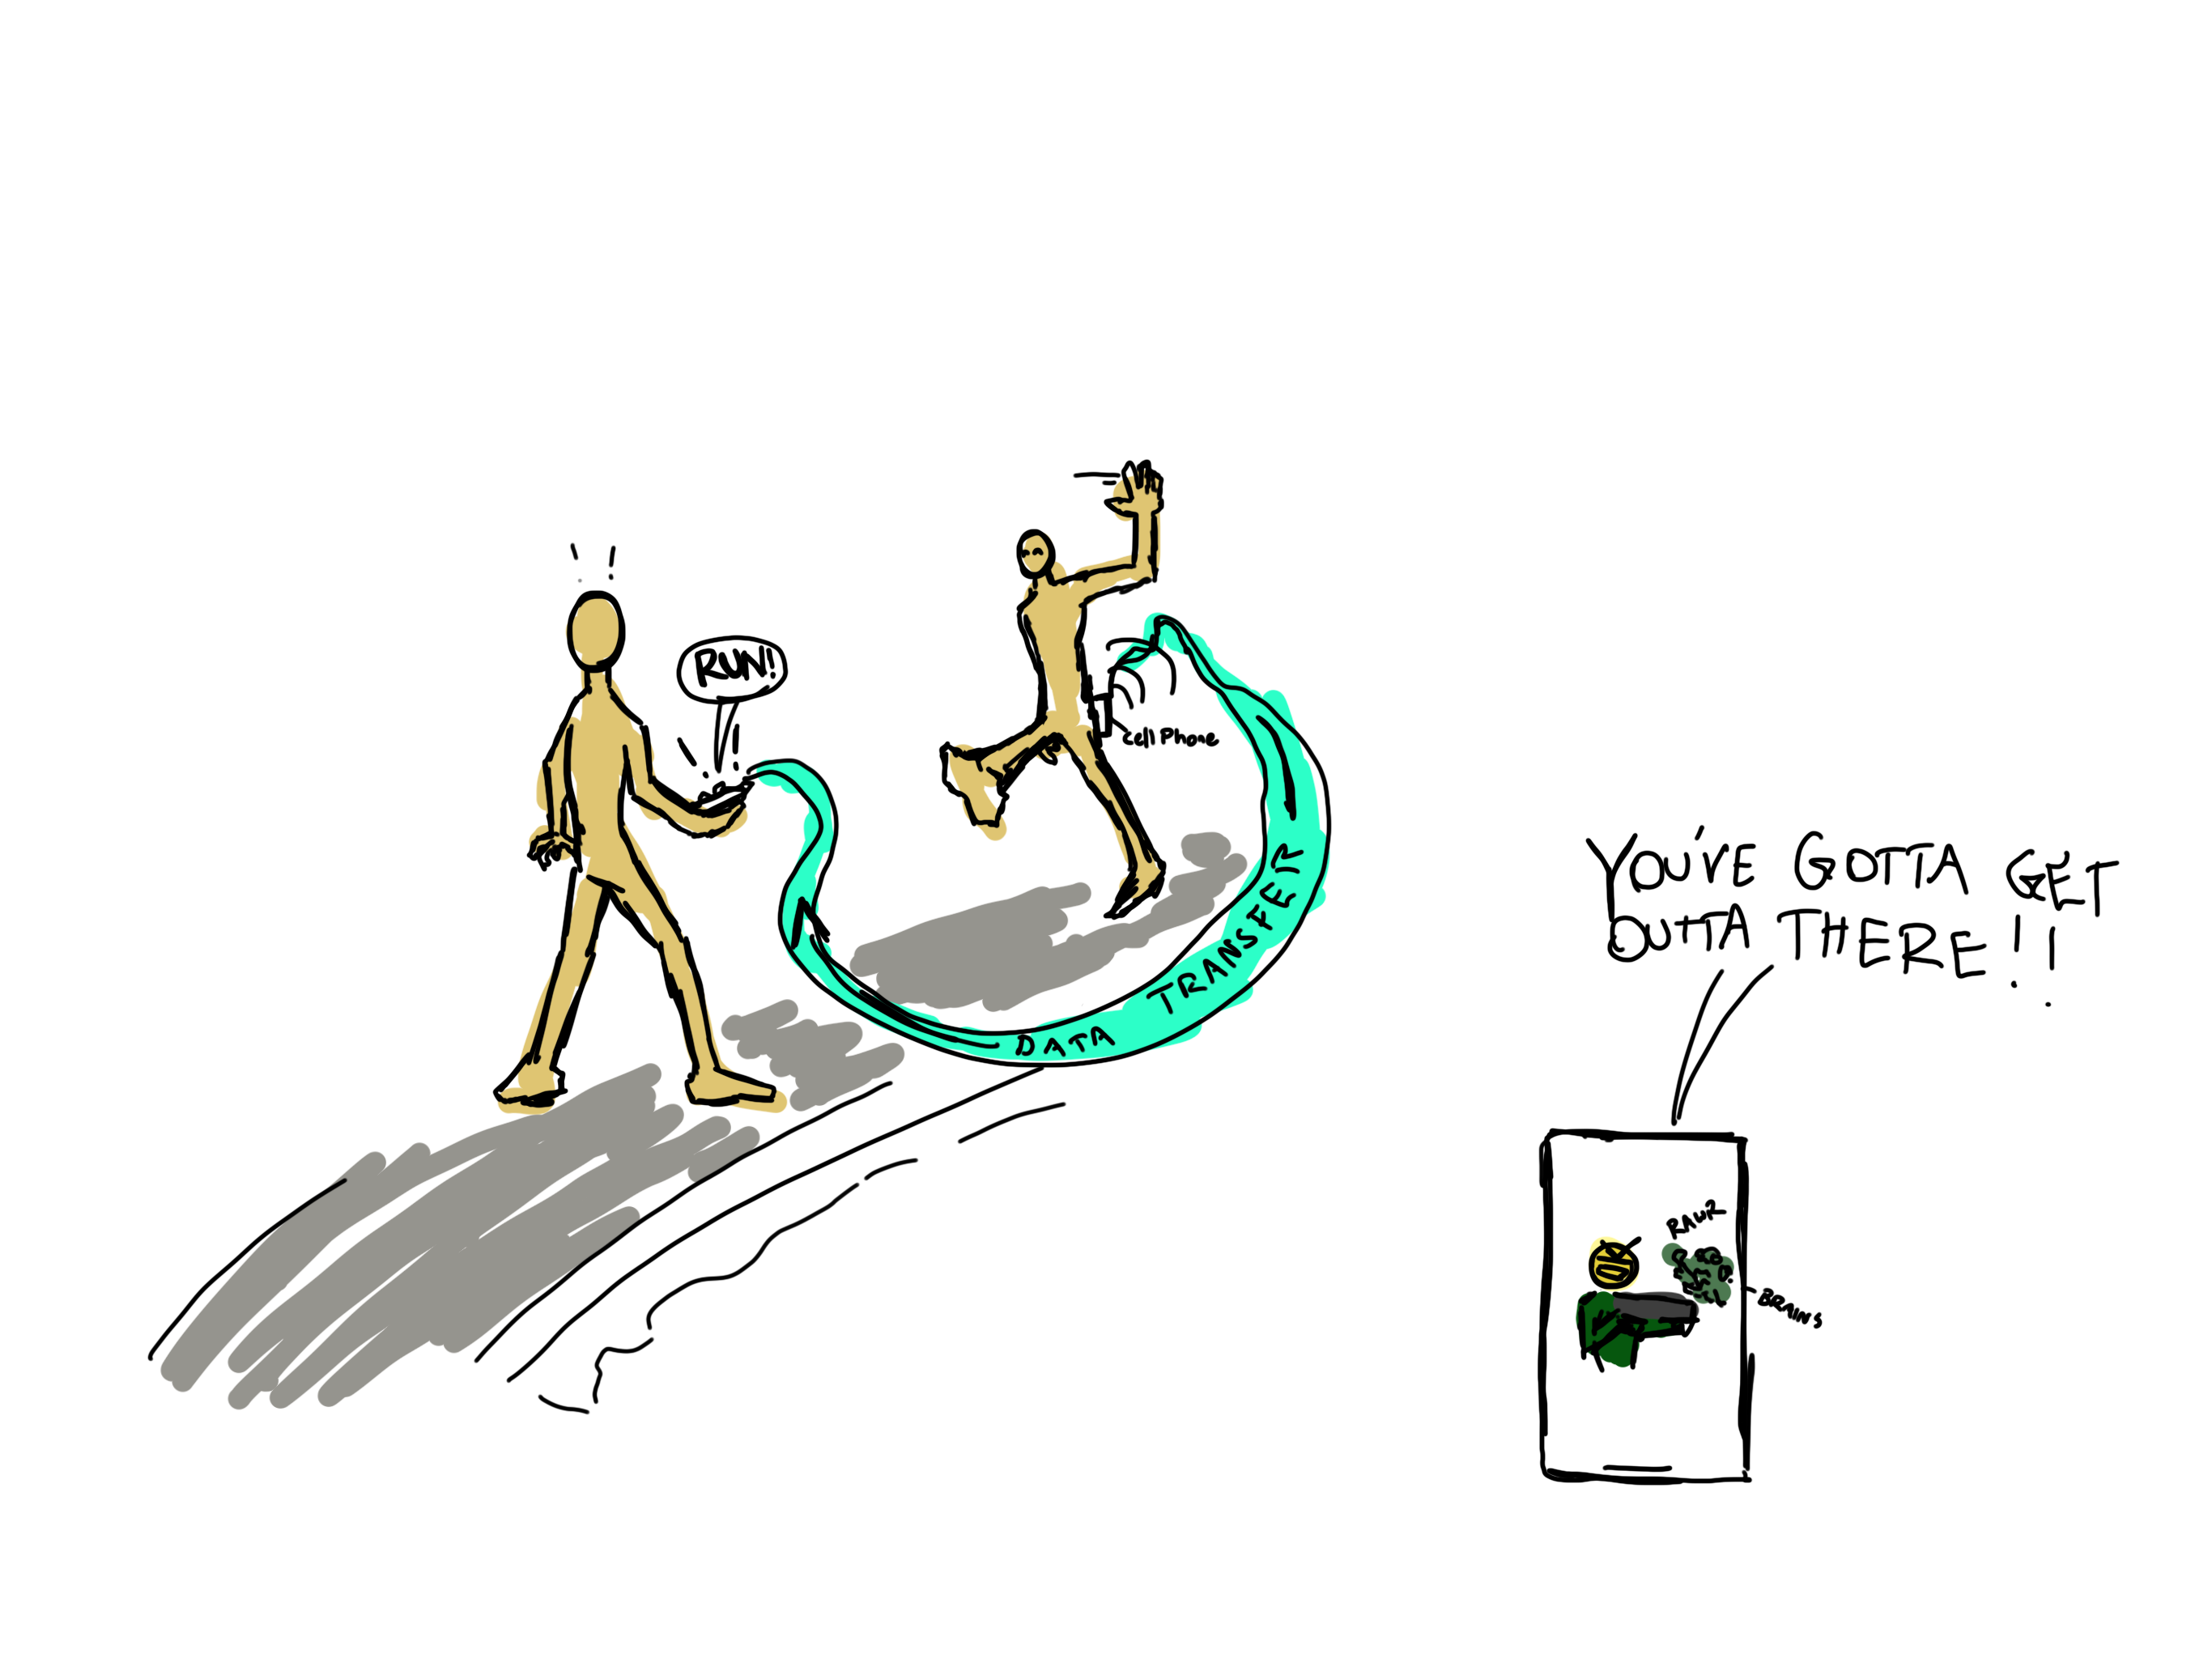 RUN!
cell Phone
DATA TRANSFER
YOU'VE GOTTA GET
OUTTA THERE!!
RAWR
BRAINS